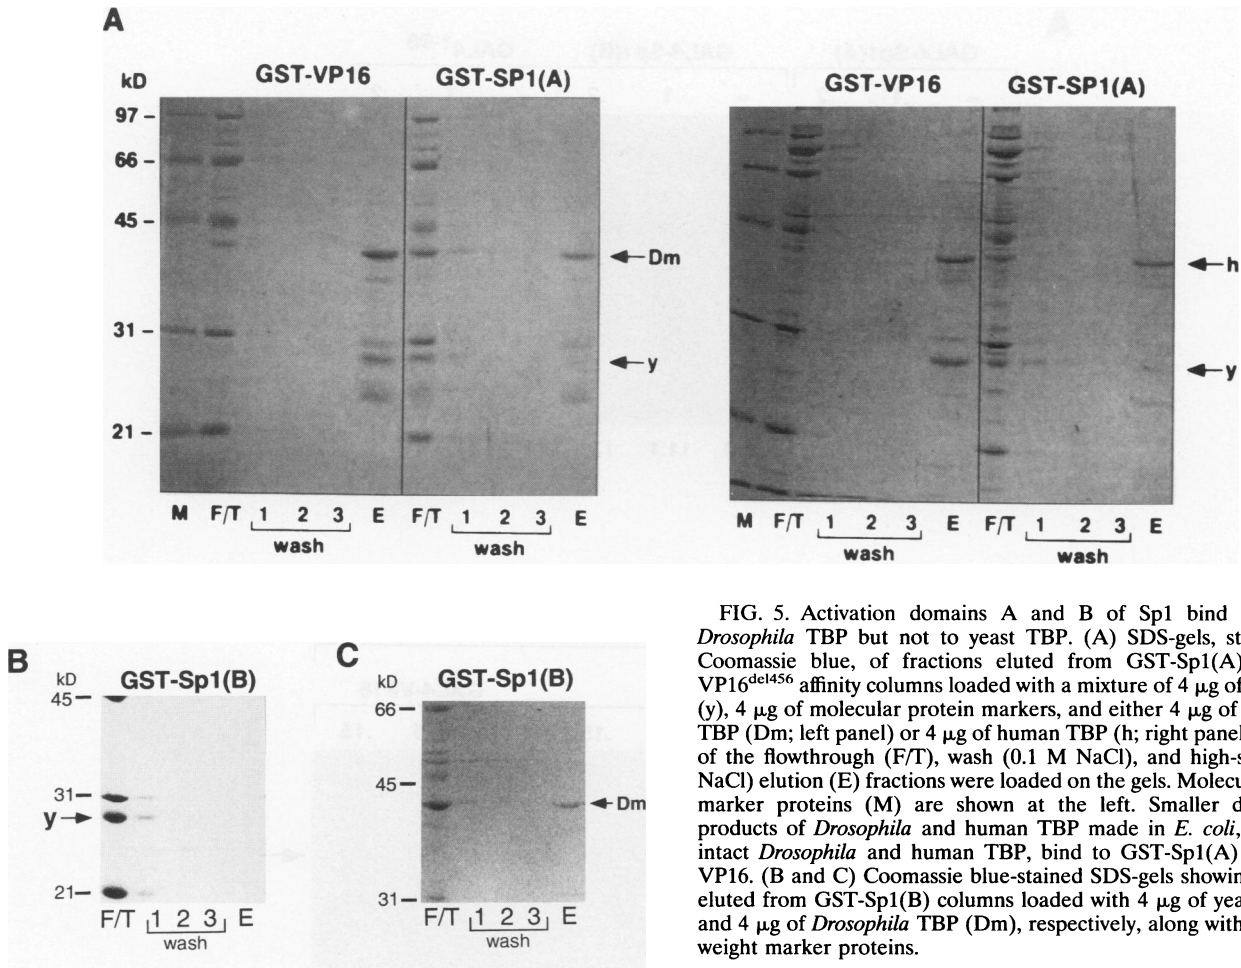 A
kD
GST-VP16
GST-SP1(A)
97
66
45
31
21
Dm
y
M F/T 1 2 3 E F/T 1 2 3 E
wash
wash
GST-VP16
GST-SP1(A)
h
y
M F/T 1 2 3 E F/T 1 2 3 E
wash
wash
B
kD
GST-Sp1(B)
45
31
y
21
F/T 1 2 3 E
wash
C
kD
GST-Sp1(B)
66
45
Dm
31
F/T 1 2 3 E
wash
FIG. 5. Activation domains A and B of Sp1 bind
Drosophila TBP but not to yeast TBP. (A) SDS-gels, st
Coomassie blue, of fractions eluted from GST-Sp1(A)
VP16del456 affinity columns loaded with a mixture of 4 μg of
(y), 4 μg of molecular protein markers, and either 4 μg of
TBP (Dm; left panel) or 4 μg of human TBP (h; right panel
of the flowthrough (F/T), wash (0.1 M NaCl), and high-s
NaCl) elution (E) fractions were loaded on the gels. Molecu
marker proteins (M) are shown at the left. Smaller d
products of Drosophila and human TBP made in E. coli,
intact Drosophila and human TBP, bind to GST-Sp1(A)
VP16. (B and C) Coomassie blue-stained SDS-gels showin
eluted from GST-Sp1(B) columns loaded with 4 μg of yea
and 4 μg of Drosophila TBP (Dm), respectively, along with
weight marker proteins.